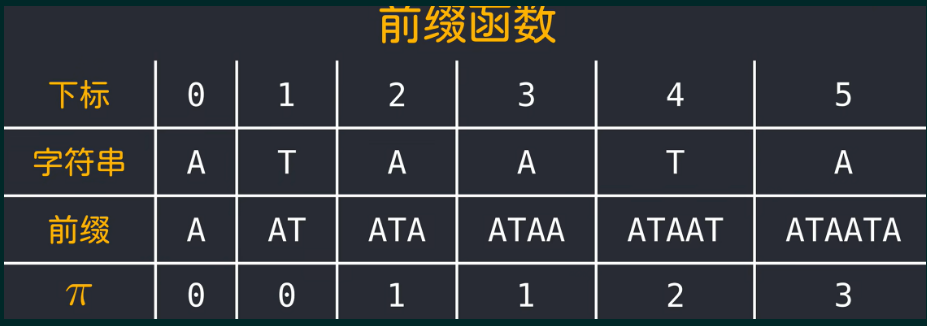 前缀函数
下标 0 1 2 3 4 5
字符串 A T A A T A
前缀 A AT ATA ATAA ATAAT ATAATA
π 0 0 1 1 2 3